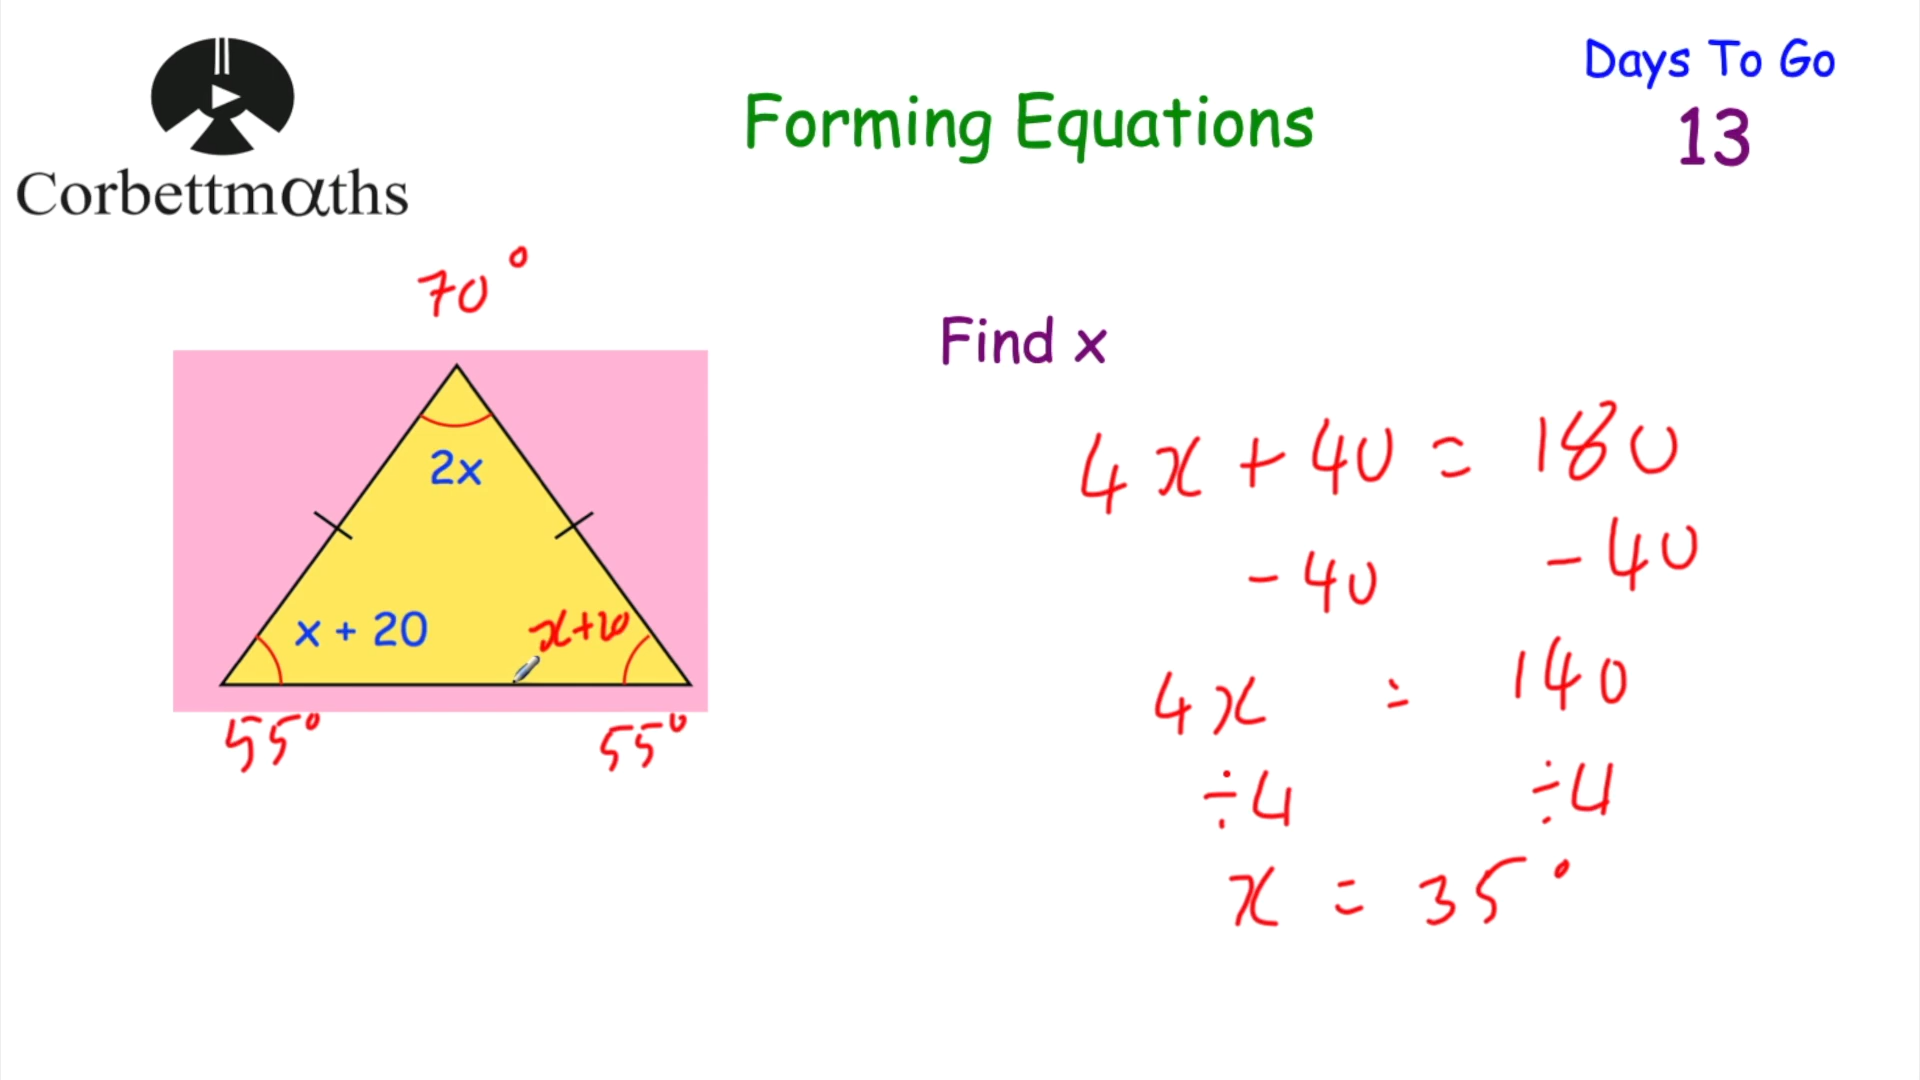 Days To Go
13
Forming Equations
Corbettmαths
70°
Find x
2x
x + 20
x+20
55°
55°
4x + 40 = 180
- 40 - 40
4x = 140
÷4 ÷4
x = 35°